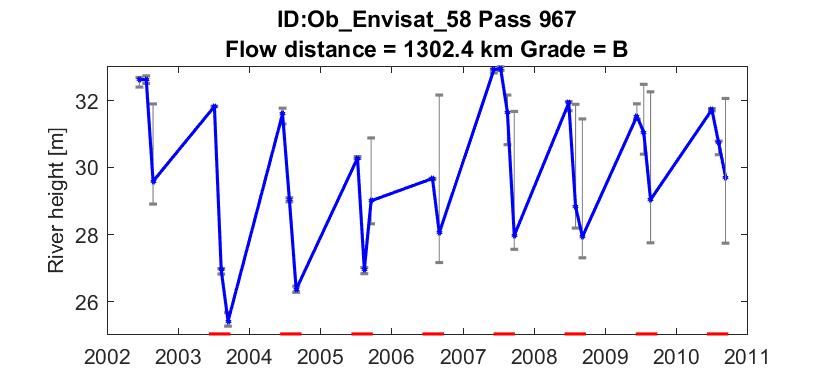 ID:Ob_Envisat_58 Pass 967
Flow distance = 1302.4 km Grade = B
River height [m]
32
30
28
26
2002 2003 2004 2005 2006 2007 2008 2009 2010 2011